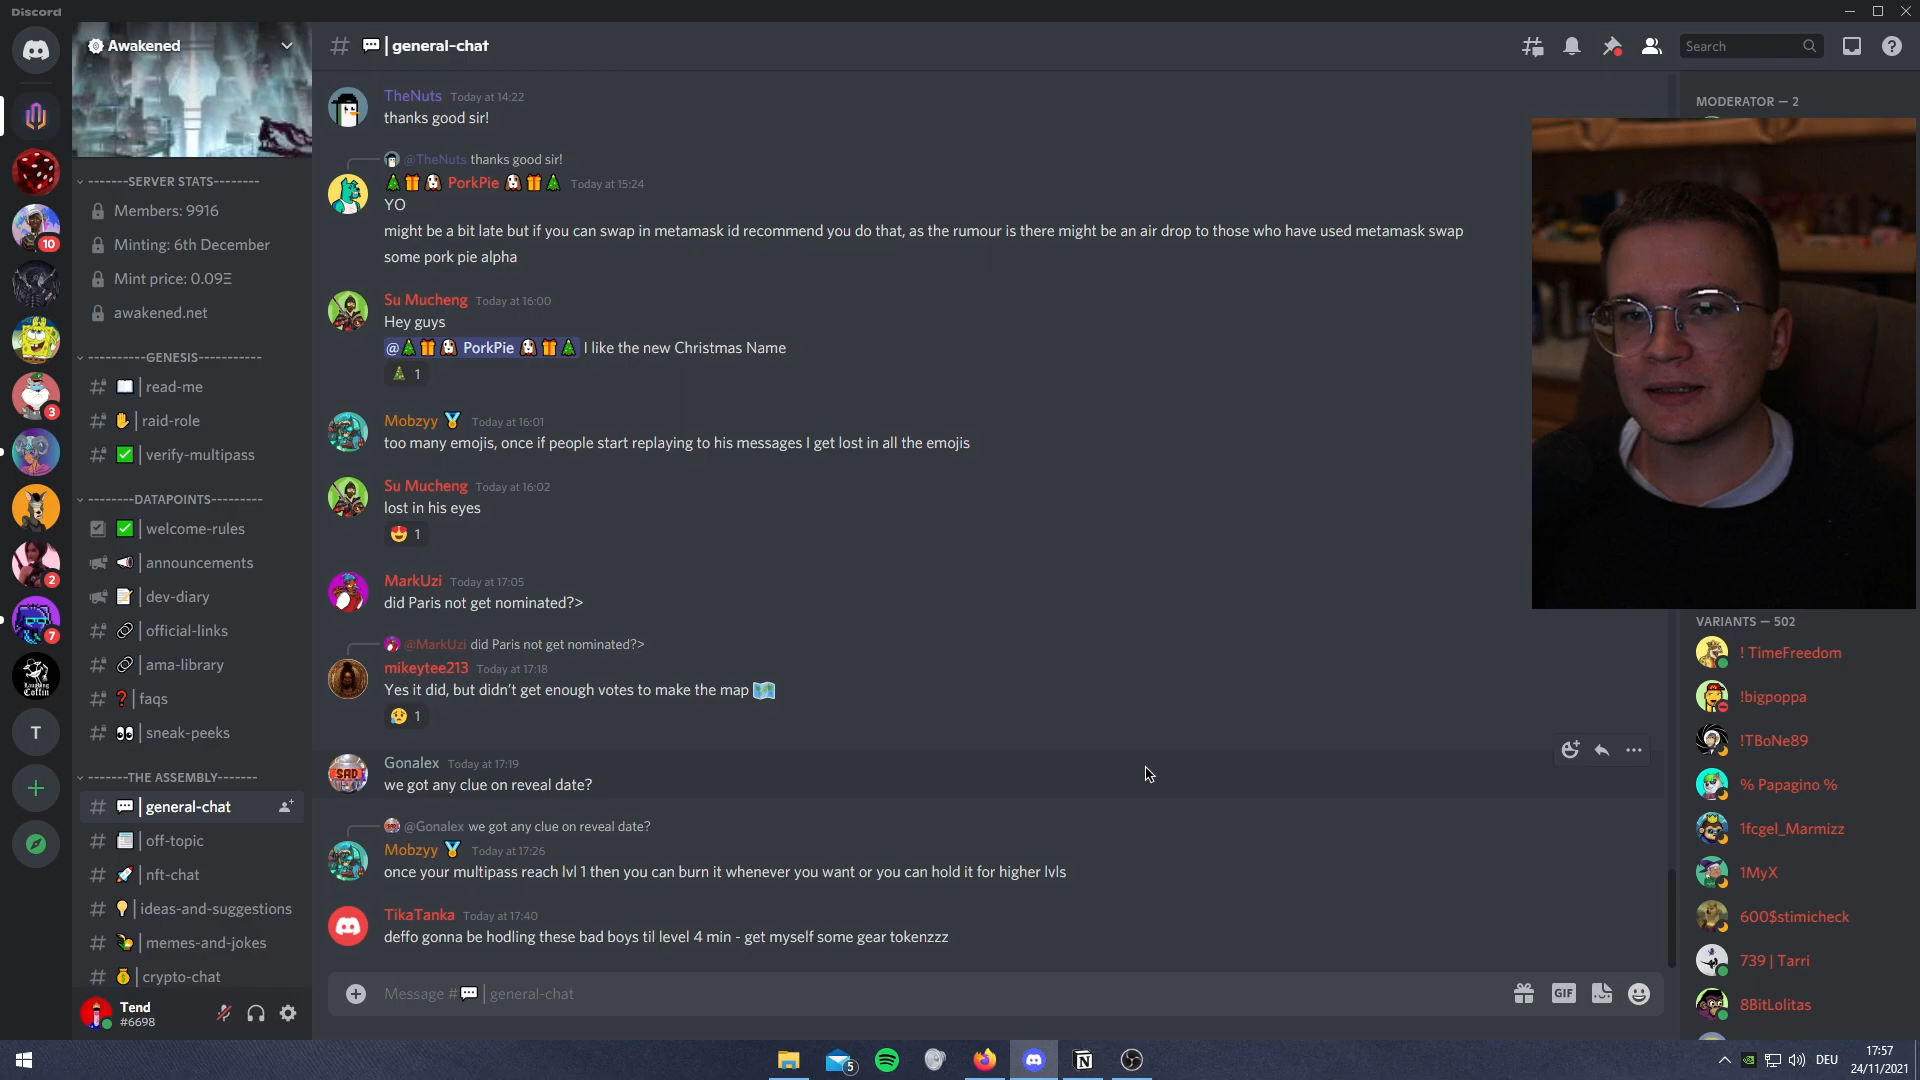 Discord
Awakened
-------SERVER STATS--------
Members: 9916
Minting: 6th December
Mint price: 0.09Ξ
awakened.net
----------GENESIS-----------
read-me
raid-role
verify-multipass
--------DATAPOINTS---------
welcome-rules
announcements
dev-diary
official-links
ama-library
faqs
sneak-peeks
-------THE ASSEMBLY-------
general-chat
off-topic
nft-chat
ideas-and-suggestions
memes-and-jokes
crypto-chat
Tend
#6698
10
3
2
7
Laughing Coffin
T
general-chat
Search
TheNuts Today at 14:22
thanks good sir!
@TheNuts thanks good sir!
PorkPie Today at 15:24
YO
might be a bit late but if you can swap in metamask id recommend you do that, as the rumour is there might be an air drop to those who have used metamask swap
some pork pie alpha
Su Mucheng Today at 16:00
Hey guys
@🎄🎁🐶 PorkPie 🐶🎁🎄 I like the new Christmas Name
1
Mobzyy Today at 16:01
too many emojis, once if people start replaying to his messages I get lost in all the emojis
Su Mucheng Today at 16:02
lost in his eyes
1
MarkUzi Today at 17:05
did Paris not get nominated?>
@MarkUzi did Paris not get nominated?>
mikeytee213 Today at 17:18
Yes it did, but didn't get enough votes to make the map
1
SAD
Gonalex Today at 17:19
we got any clue on reveal date?
@Gonalex we got any clue on reveal date?
Mobzyy Today at 17:26
once your multipass reach lvl 1 then you can burn it whenever you want or you can hold it for higher lvls
TikaTanka Today at 17:40
deffo gonna be hodling these bad boys til level 4 min - get myself some gear tokenzzz
Message #💬 | general-chat
GIF
MODERATOR — 2
VARIANTS — 502
! TimeFreedom
!bigpoppa
!TBoNe89
% Papagino %
1fcgel_Marmizz
1MyX
600$stimicheck
739 | Tarri
8BitLolitas
5
DEU
17:57
24/11/2021